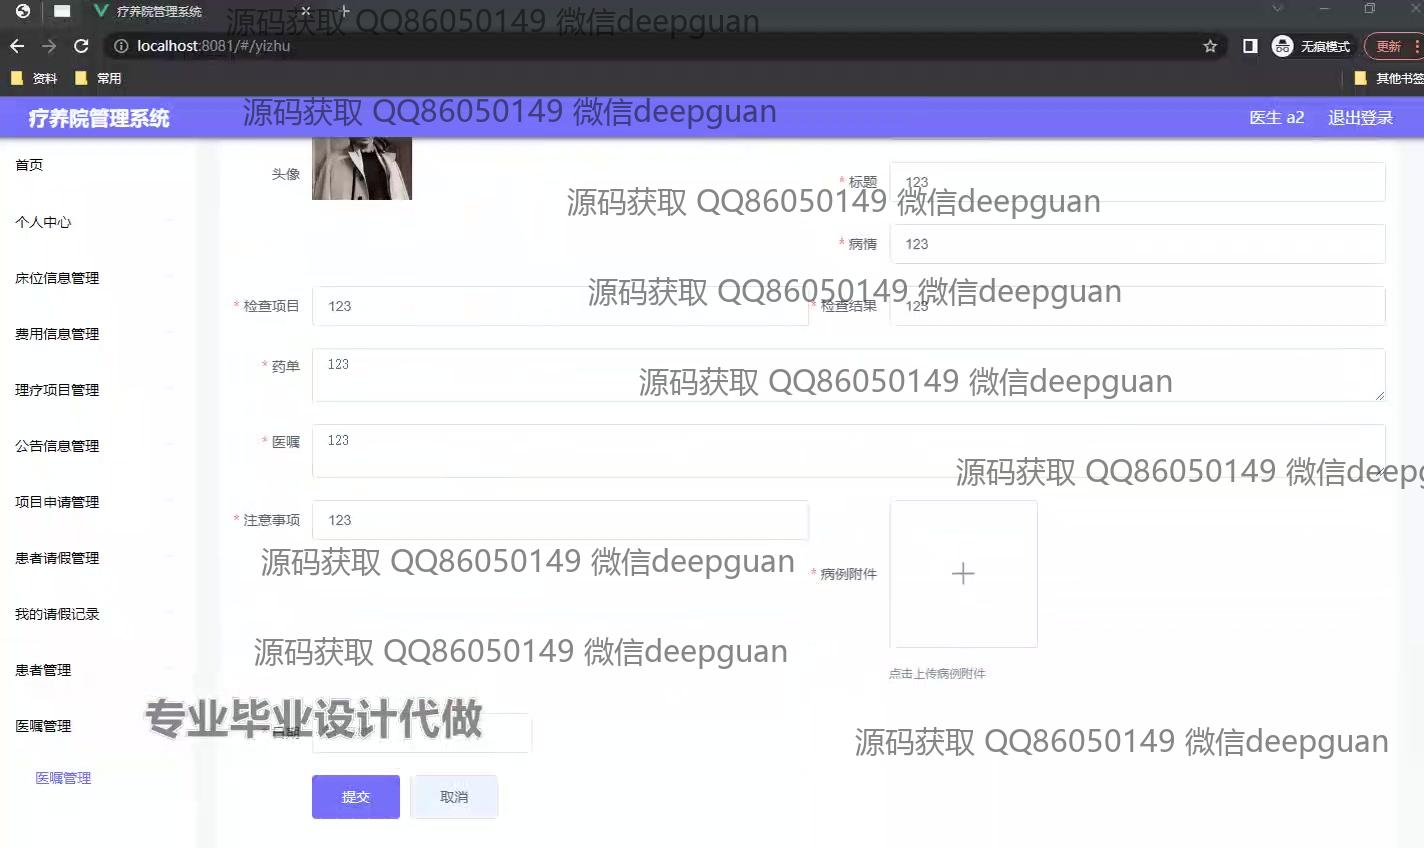 疗养院管理系统
源码获取 QQ86050149 微信deepguan
localhost:8081/#/yizhu
无痕模式
更新
资料
常用
其他书签
疗养院管理系统
源码获取 QQ86050149 微信deepguan
医生 a2
退出登录
首页
头像
* 标题
123
源码获取 QQ86050149 微信deepguan
个人中心
* 病情
123
床位信息管理
源码获取 QQ86050149 微信deepguan
* 检查项目
123
* 检查结果
123
费用信息管理
* 药单
123
源码获取 QQ86050149 微信deepguan
理疗项目管理
* 医嘱
123
公告信息管理
源码获取 QQ86050149 微信deepg
项目申请管理
* 注意事项
123
患者请假管理
源码获取 QQ86050149 微信deepguan
* 病例附件
我的请假记录
源码获取 QQ86050149 微信deepguan
患者管理
点击上传病例附件
医嘱管理
专业毕业设计代做
日期
源码获取 QQ86050149 微信deepguan
医嘱管理
提交
取消